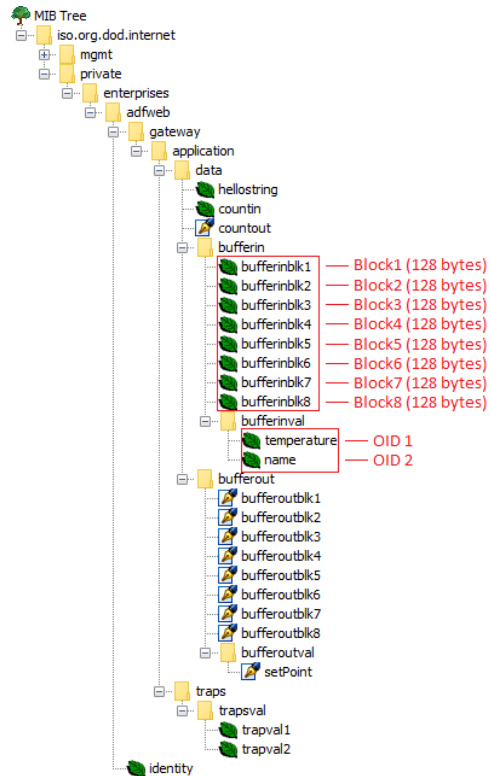 MIB Tree
iso.org.dod.internet
mgmt
private
enterprises
adfweb
gateway
application
data
hellostring
countin
countout
bufferin
bufferinblk1 Block1 (128 bytes)
bufferinblk2 Block2 (128 bytes)
bufferinblk3 Block3 (128 bytes)
bufferinblk4 Block4 (128 bytes)
bufferinblk5 Block5 (128 bytes)
bufferinblk6 Block6 (128 bytes)
bufferinblk7 Block7 (128 bytes)
bufferinblk8 Block8 (128 bytes)
bufferinval
temperature OID 1
name OID 2
bufferout
bufferoutblk1
bufferoutblk2
bufferoutblk3
bufferoutblk4
bufferoutblk5
bufferoutblk6
bufferoutblk7
bufferoutblk8
bufferoutval
setPoint
traps
trapsval
trapval1
trapval2
identity